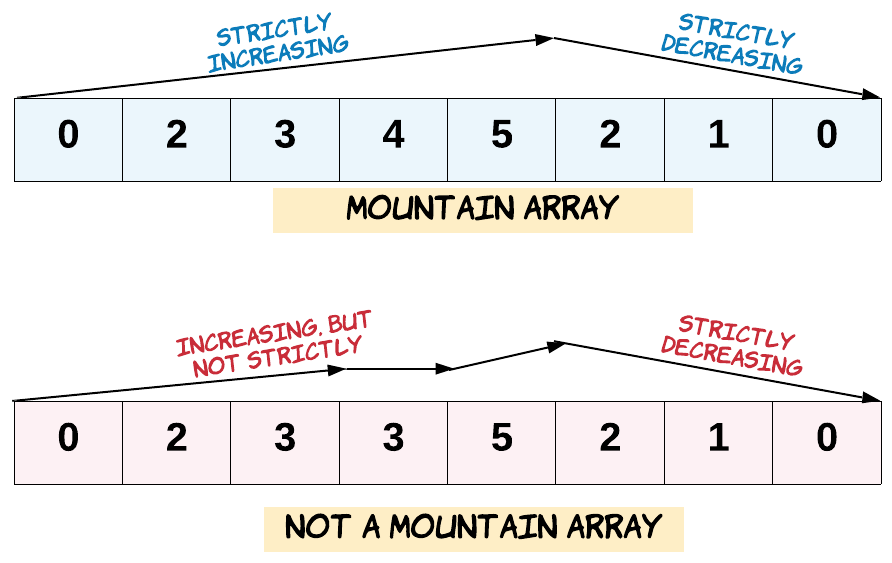 STRICTLY
INCREASING
STRICTLY
DECREASING
0 2 3 4 5 2 1 0
MOUNTAIN ARRAY
INCREASING, BUT
NOT STRICTLY
STRICTLY
DECREASING
0 2 3 3 5 2 1 0
NOT A MOUNTAIN ARRAY